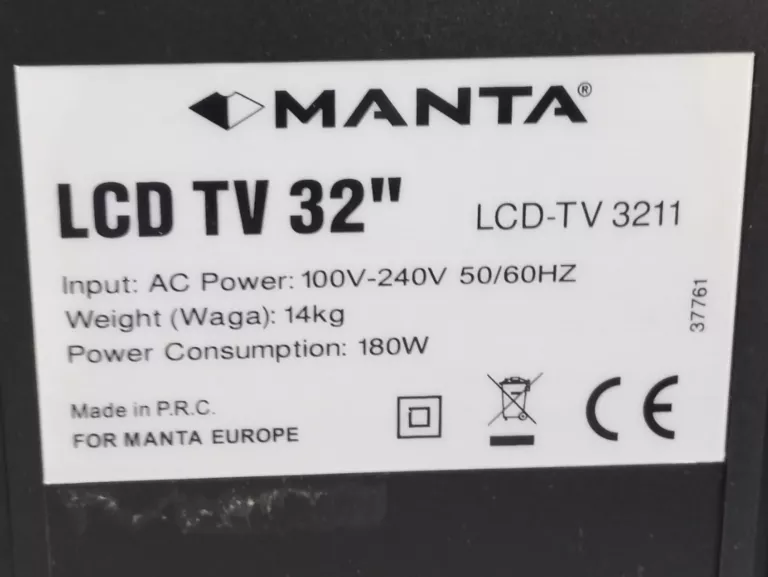 MANTA®
LCD TV 32" LCD-TV 3211
Input: AC Power: 100V-240V 50/60HZ
Weight (Waga): 14kg
Power Consumption: 180W
37761
Made in P.R.C.
FOR MANTA EUROPE
CE